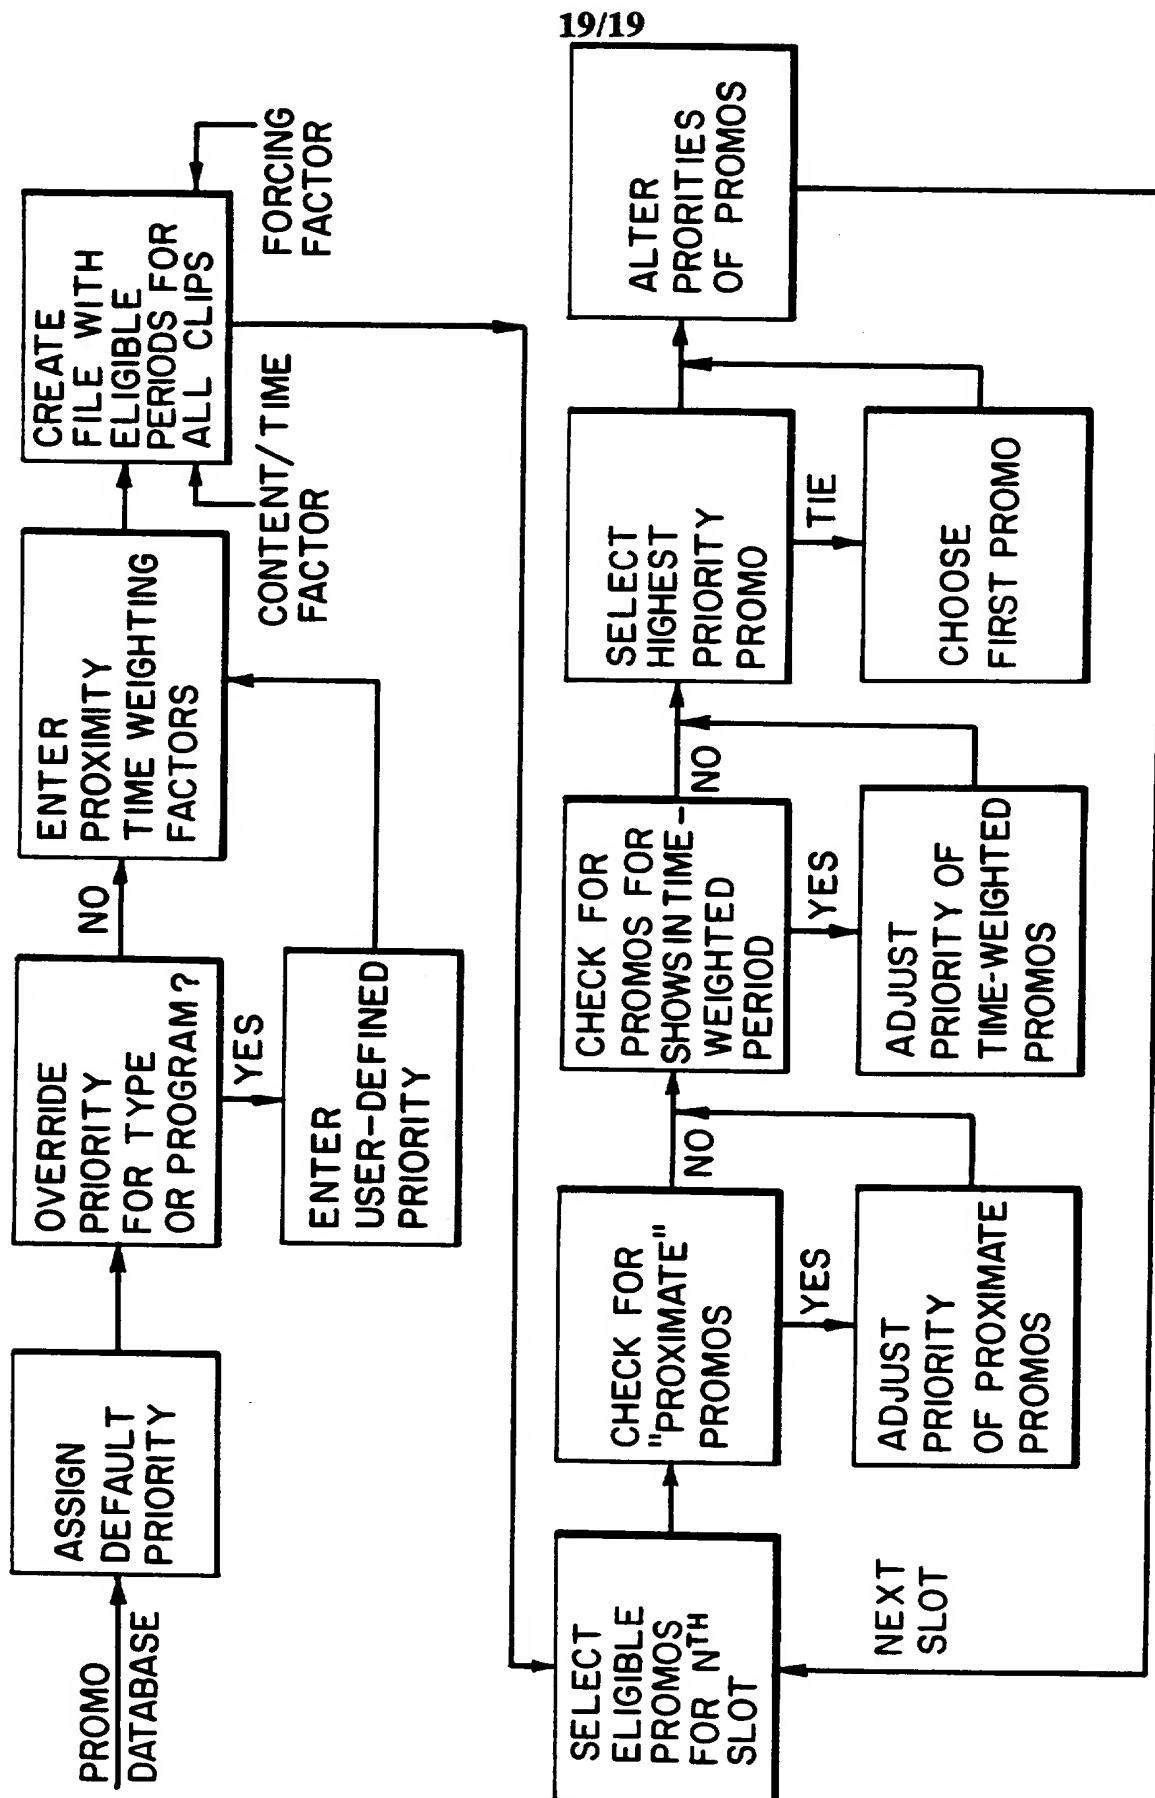 19/19
PROMO
DATABASE
ASSIGN
DEFAULT
PRIORITY
OVERRIDE
PRIORITY
FOR TYPE
OR PROGRAM?
NO
YES
ENTER
USER-DEFINED
PRIORITY
ENTER
PROXIMITY
TIME WEIGHTING
FACTORS
CREATE
FILE WITH
ELIGIBLE
PERIODS FOR
ALL CLIPS
CONTENT/TIME
FACTOR
FORCING
FACTOR
SELECT
ELIGIBLE
PROMOS
FOR NTH
SLOT
NEXT
SLOT
CHECK FOR
"PROXIMATE"
PROMOS
NO
YES
ADJUST
PRIORITY
OF PROXIMATE
PROMOS
CHECK FOR
PROMOS FOR
SHOWS IN TIME-
WEIGHTED
PERIOD
NO
YES
ADJUST
PRIORITY OF
TIME-WEIGHTED
PROMOS
SELECT
HIGHEST
PRIORITY
PROMO
TIE
CHOOSE
FIRST PROMO
ALTER
PRORITIES
OF PROMOS